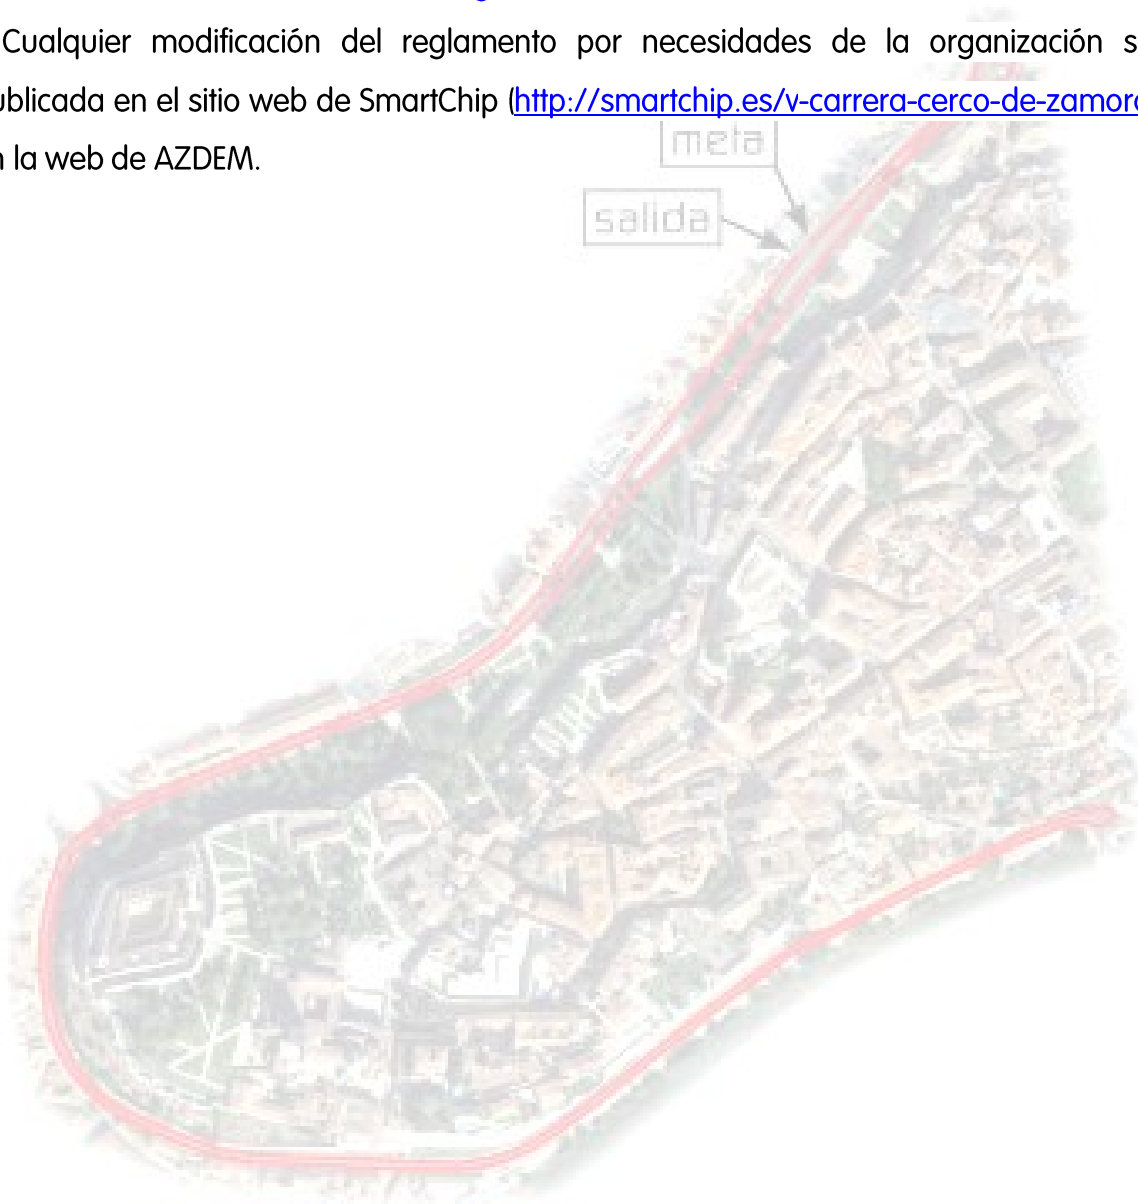 Cualquier modificación del reglamento por necesidades de la organización s
ublicada en el sitio web de SmartChip (http://smartchip.es/v-carrera-cerco-de-zamora
n la web de AZDEM.
meta
salida